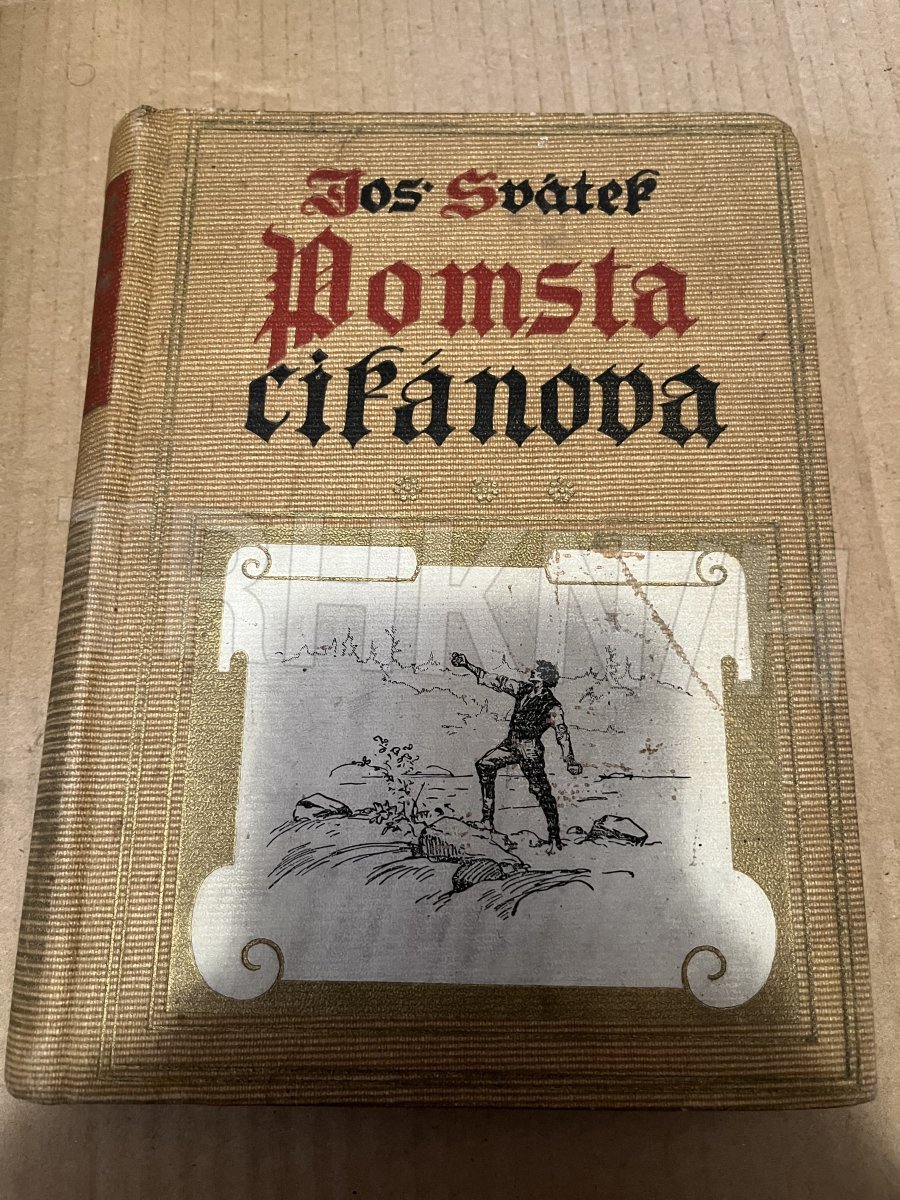 Jos. Svátek
Pomsta
cikánova